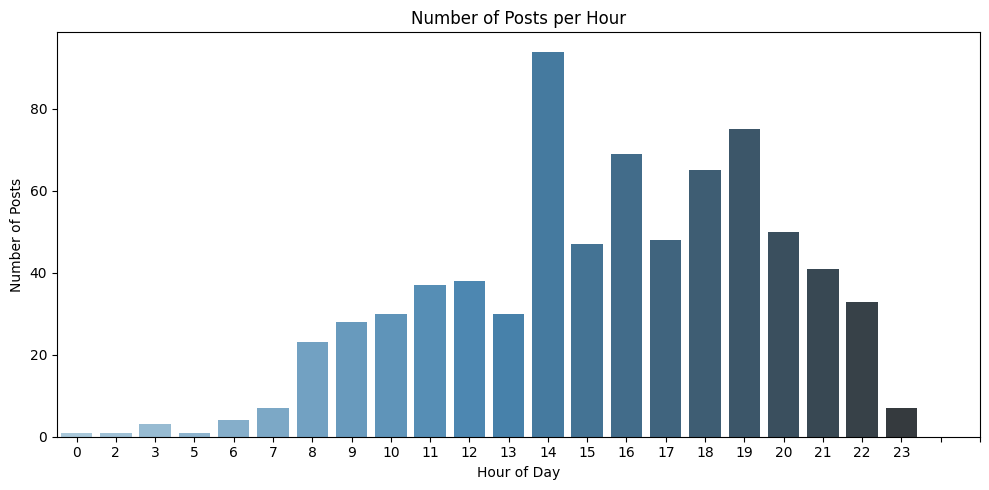 Number of Posts per Hour
Number of Posts
80
60
40
20
0
0 2 3 5 6 7 8 9 10 11 12 13 14 15 16 17 18 19 20 21 22 23
Hour of Day